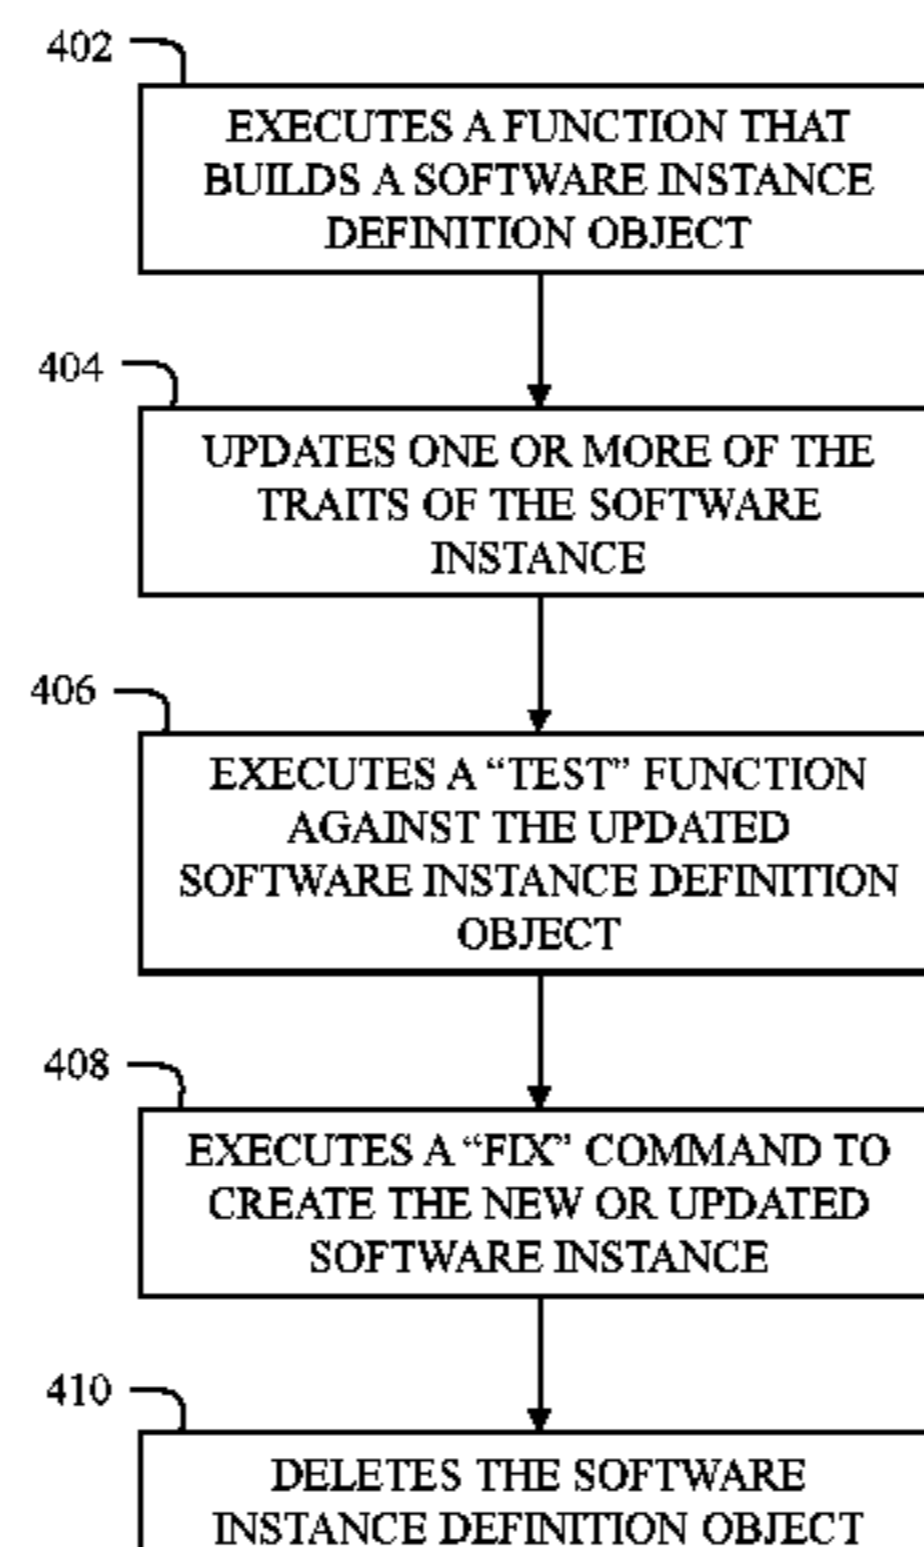 402
EXECUTES A FUNCTION THAT
BUILDS A SOFTWARE INSTANCE
DEFINITION OBJECT
404
UPDATES ONE OR MORE OF THE
TRAITS OF THE SOFTWARE
INSTANCE
406
EXECUTES A “TEST” FUNCTION
AGAINST THE UPDATED
SOFTWARE INSTANCE DEFINITION
OBJECT
408
EXECUTES A “FIX” COMMAND TO
CREATE THE NEW OR UPDATED
SOFTWARE INSTANCE
410
DELETES THE SOFTWARE
INSTANCE DEFINITION OBJECT